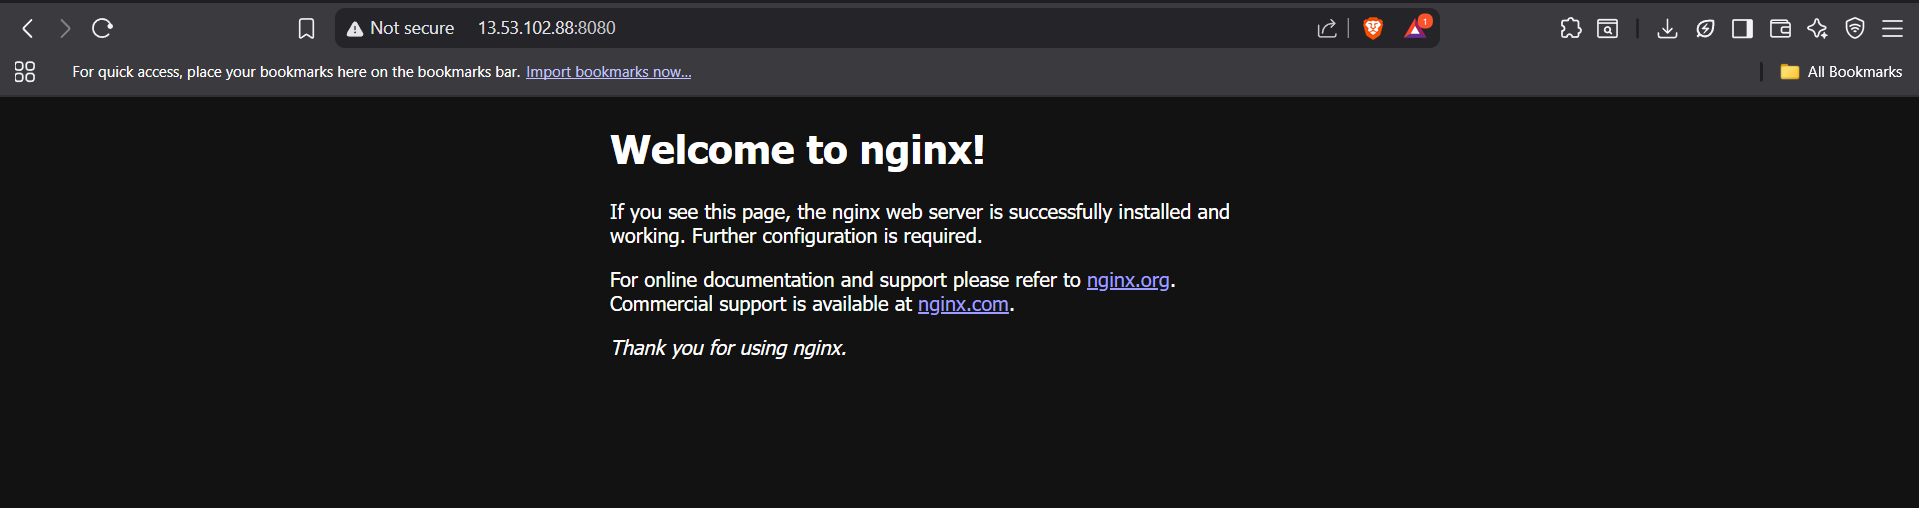 Not secure 13.53.102.88:8080
1
For quick access, place your bookmarks here on the bookmarks bar. Import bookmarks now...
All Bookmarks
Welcome to nginx!
If you see this page, the nginx web server is successfully installed and
working. Further configuration is required.
For online documentation and support please refer to nginx.org.
Commercial support is available at nginx.com.
Thank you for using nginx.